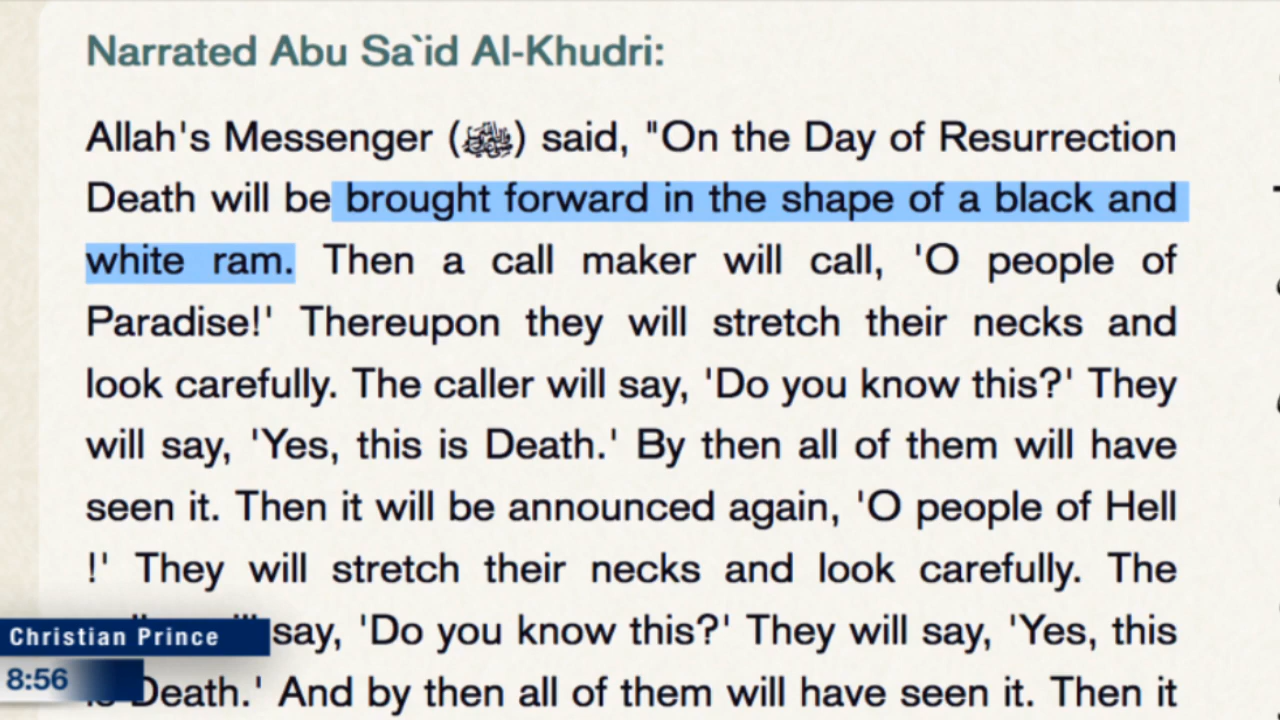 Narrated Abu Sa`id Al-Khudri:
Allah's Messenger (ﷺ) said, "On the Day of Resurrection
Death will be brought forward in the shape of a black and
white ram. Then a call maker will call, 'O people of
Paradise!' Thereupon they will stretch their necks and
look carefully. The caller will say, 'Do you know this?' They
will say, 'Yes, this is Death.' By then all of them will have
seen it. Then it will be announced again, 'O people of Hell
!' They will stretch their necks and look carefully. The
say, 'Do you know this?' They will say, 'Yes, this
Death.' And by then all of them will have seen it. Then it
Christian Prince
8:56